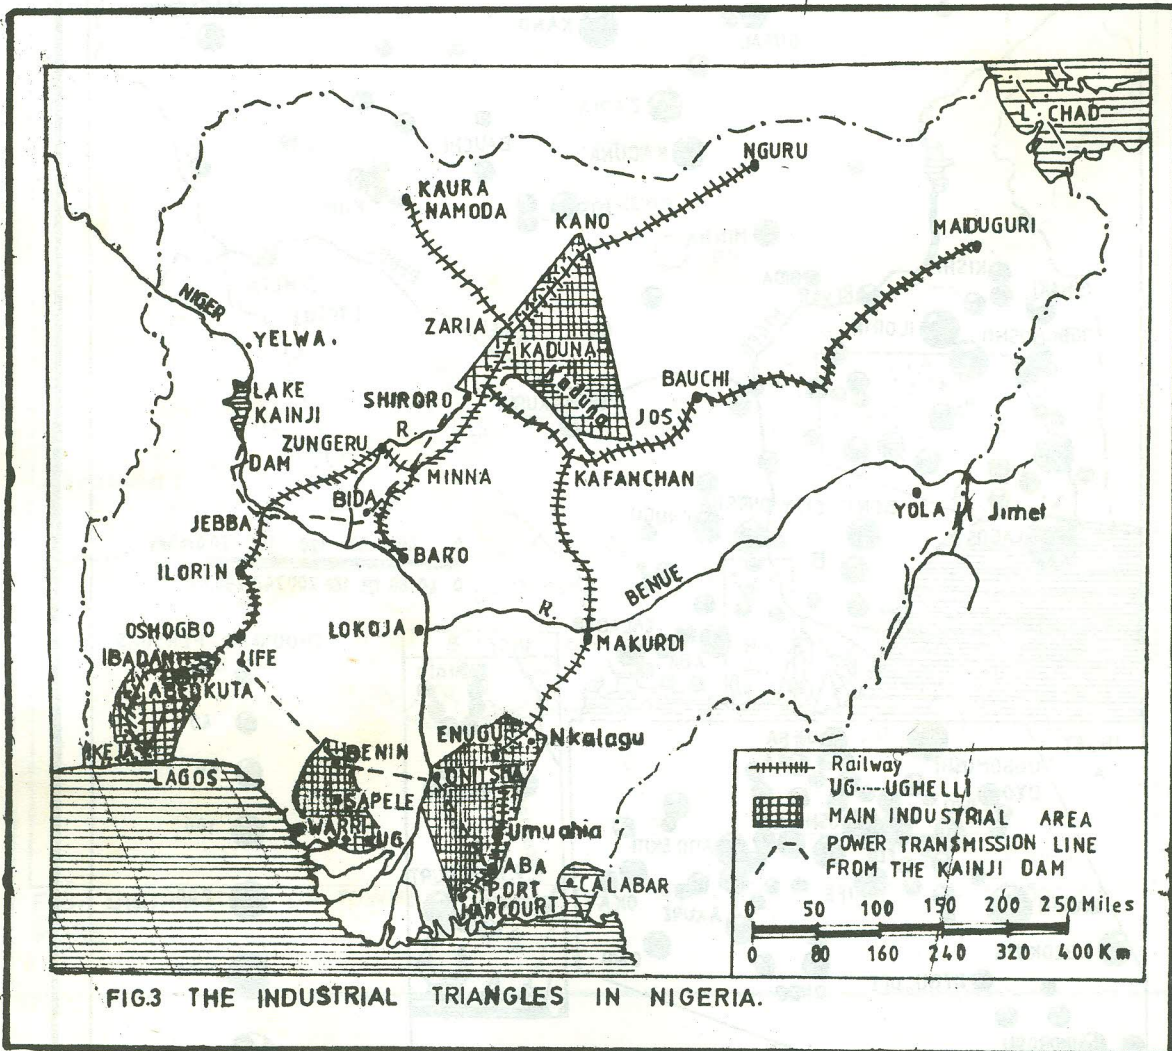 L. CHAD
NGURU
KAURA
NAMODA
KANO
MAIDUGURI
NIGER
ZARIA
YELWA.
KADUNA
Kaduna
BAUCHI
LAKE
KAINJI
SHIRORO
JOS
R.
ZUNGERU
DAM
MINNA
KAFANCHAN
BIDA
YOLA
Jimet
JEBBA
BARO
ILORIN
BENUE
R.
OSHOGBO
LOKOJA
MAKURDI
IBADAN
IFE
ABEOKUTA
ENUGU
Nkalagu
IKEJA
BENIN
LAGOS
ONITSHA
SAPELE
WARRI
UG
Umuahia
ABA
PORT
HARCOURT
CALABAR
Railway
UG----UGHELLI
MAIN INDUSTRIAL AREA
POWER TRANSMISSION LINE
FROM THE KAINJI DAM
0 50 100 150 200 250 Miles
0 80 160 240 320 400 Km
FIG.3 THE INDUSTRIAL TRIANGLES IN NIGERIA.